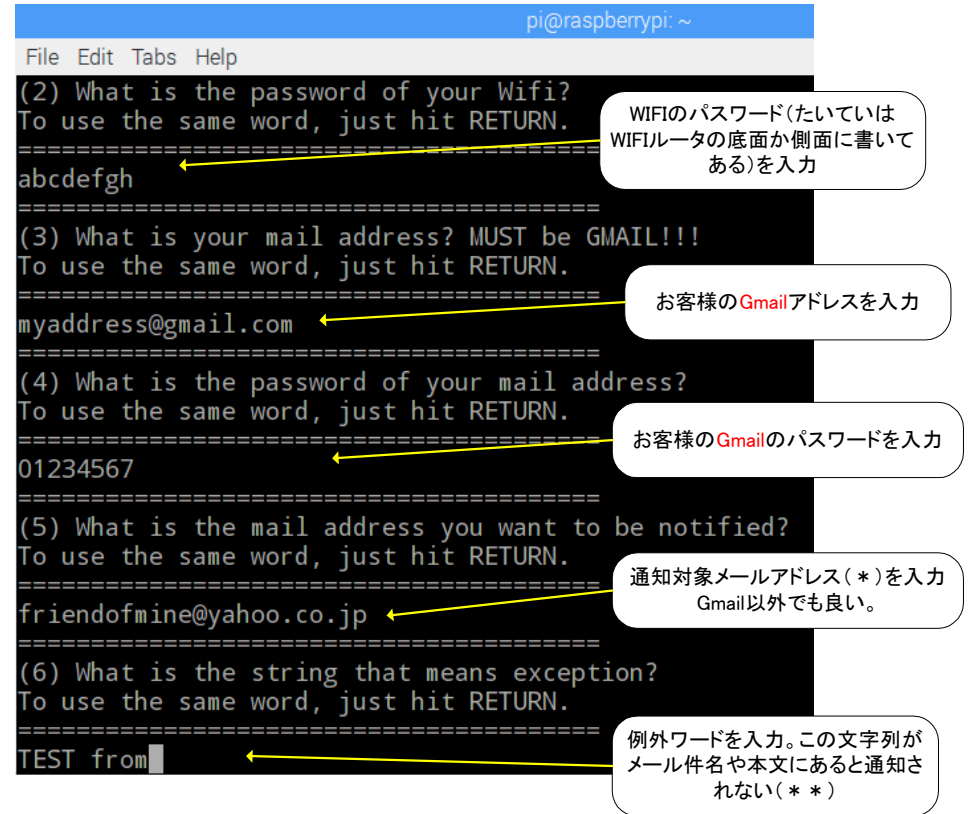 pi@raspberrypi: ~
File Edit Tabs Help
(2) What is the password of your Wifi?
To use the same word, just hit RETURN.
========================================
abcdefgh
========================================
(3) What is your mail address? MUST be GMAIL!!!
To use the same word, just hit RETURN.
========================================
myaddress@gmail.com
========================================
(4) What is the password of your mail address?
To use the same word, just hit RETURN.
========================================
01234567
========================================
(5) What is the mail address you want to be notified?
To use the same word, just hit RETURN.
========================================
friendofmine@yahoo.co.jp
========================================
(6) What is the string that means exception?
To use the same word, just hit RETURN.
========================================
TEST from
WIFIのパスワード(たいていは
WIFIルータの底面か側面に書いて
ある)を入力
お客様のGmailアドレスを入力
お客様のGmailのパスワードを入力
通知対象メールアドレス(*)を入力
Gmail以外でも良い。
例外ワードを入力。この文字列が
メール件名や本文にあると通知さ
れない(**)